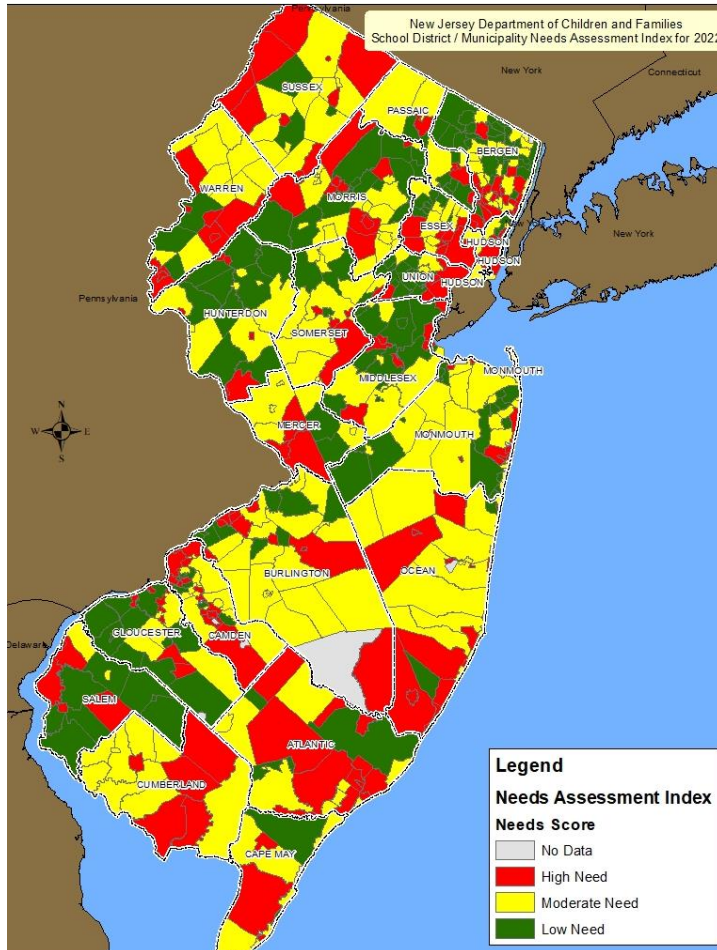 Pennsylvania
New Jersey Department of Children and Families
School District / Municipality Needs Assessment Index for 2022
New York
Connecticut
SUSSEX
PASSAIC
BERGEN
WARREN
MORRIS
ESSEX
New York
New York
HUDSON
HUDSON
UNION
HUDSON
Pennsylvania
HUNTERDON
SOMERSET
MIDDLESEX
MONMOUTH
MERCER
MONMOUTH
N
W
E
S
BURLINGTON
OCEAN
GLOUCESTER
CAMDEN
Delaware
SALEM
ATLANTIC
CUMBERLAND
CAPE MAY
Legend
Needs Assessment Index
Needs Score
No Data
High Need
Moderate Need
Low Need